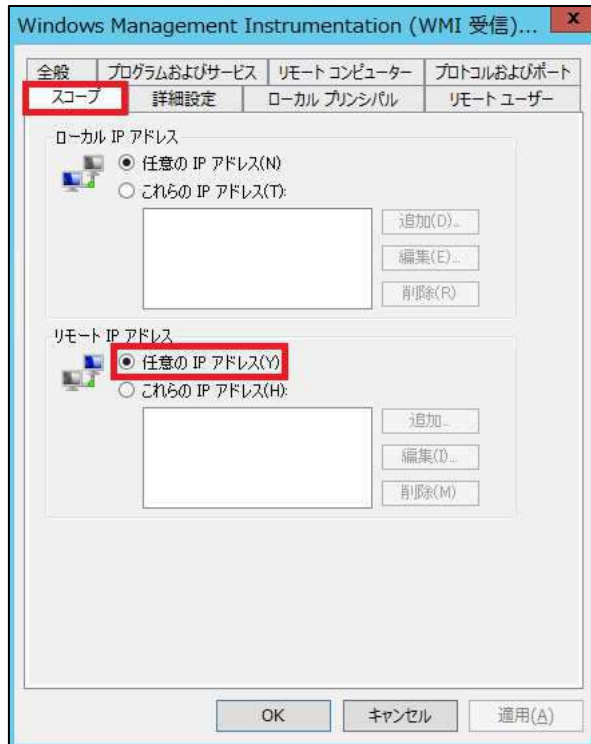 Windows Management Instrumentation (WMI 受信)... x
全般 プログラムおよびサービス リモート コンピューター プロトコルおよびポート
スコープ 詳細設定 ローカル プリンシパル リモート ユーザー
ローカル IP アドレス
任意の IP アドレス(N)
これらの IP アドレス(T):
追加(D)...
編集(E)...
削除(R)
リモート IP アドレス
任意の IP アドレス(Y)
これらの IP アドレス(H):
追加...
編集(I)...
削除(M)
OK キャンセル 適用(A)